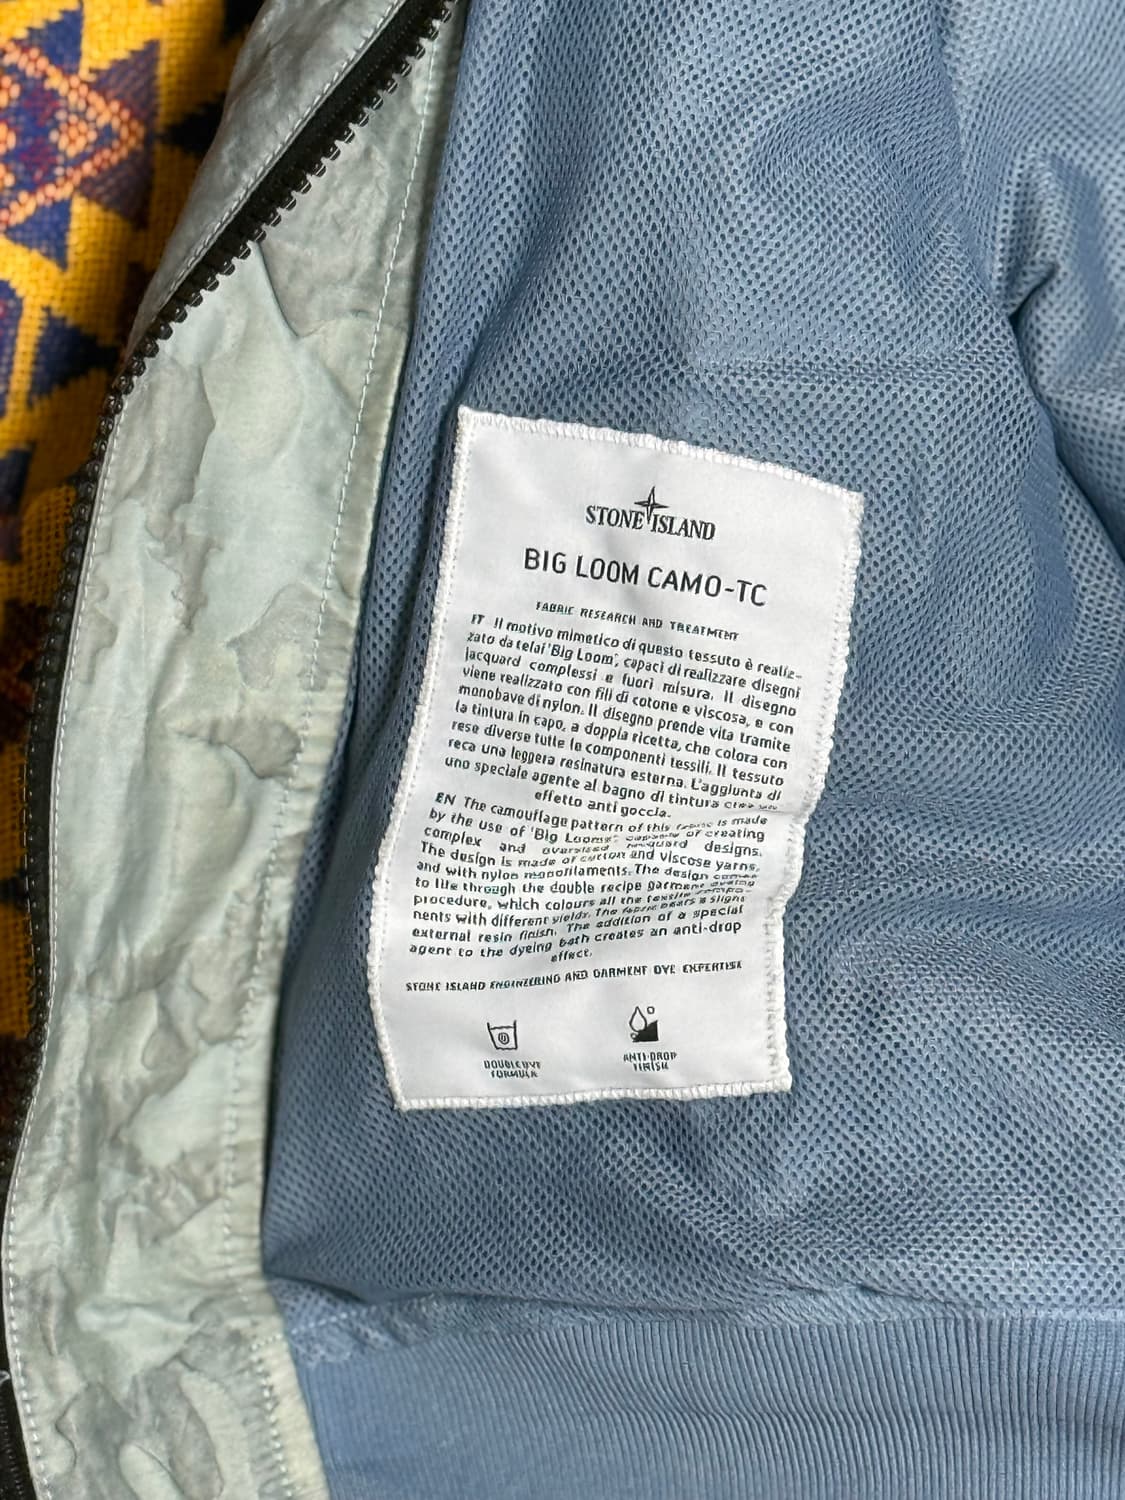 STONE ISLAND
BIG LOOM CAMO-TC
FABRIC RESEARCH AND TREATMENT
IT Il motivo mimetico di questo tessuto è realiz-
zato da telai 'Big Loom', capaci di realizzare disegni
jacquard complessi e fuori misura. Il disegno
viene realizzato con fili di cotone e viscosa, e con
monobave di nylon. Il disegno prende vita tramite
la tintura in capo, a doppia ricetta, che colora con
rese diverse tutte le componenti tessili. Il tessuto
reca una leggera resinatura esterna. L'aggiunta di
uno speciale agente al bagno di tintura
effetto anti goccia.
EN The camouflage pattern of this is made
by the use of 'Big Looms' of creating
complex and designs.
The design is made of cotton and viscose yarns,
and with nylon monofilaments. The design
to life through the double recipe garment
procedure, which colours all the
nents with different yields. The fabric bears a slight
external resin finish. The addition of a special
agent to the dyeing bath creates an anti-drop
effect.
STONE ISLAND ENGINEERING AND GARMENT DYE EXPERTISE
DOUBLE DYE
FORMULA
ANTI-DROP
FINISH